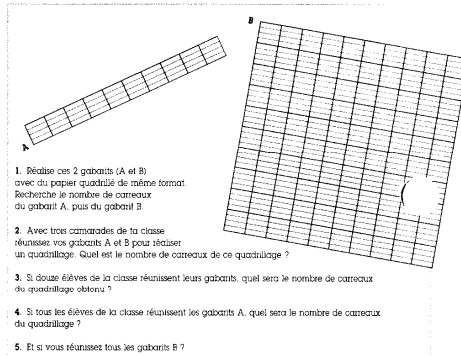 B
A
1. Réalise ces 2 gabarits (A et B)
avec du papier quadrillé de même format.
Recherche le nombre de carreaux
du gabarit A, puis du gabarit B.
2. Avec trois camarades de ta classe
réunissez vos gabarits A et B pour réaliser
un quadrillage. Quel est le nombre de carreaux de ce quadrillage ?
3. Si douze élèves de la classe réunissent leurs gabarits, quel sera le nombre de carreaux
du quadrillage obtenu ?
4. Si tous les élèves de la classe réunissent les gabarits A, quel sera le nombre de carreaux
du quadrillage ?
5. Et si vous réunissez tous les gabarits B ?